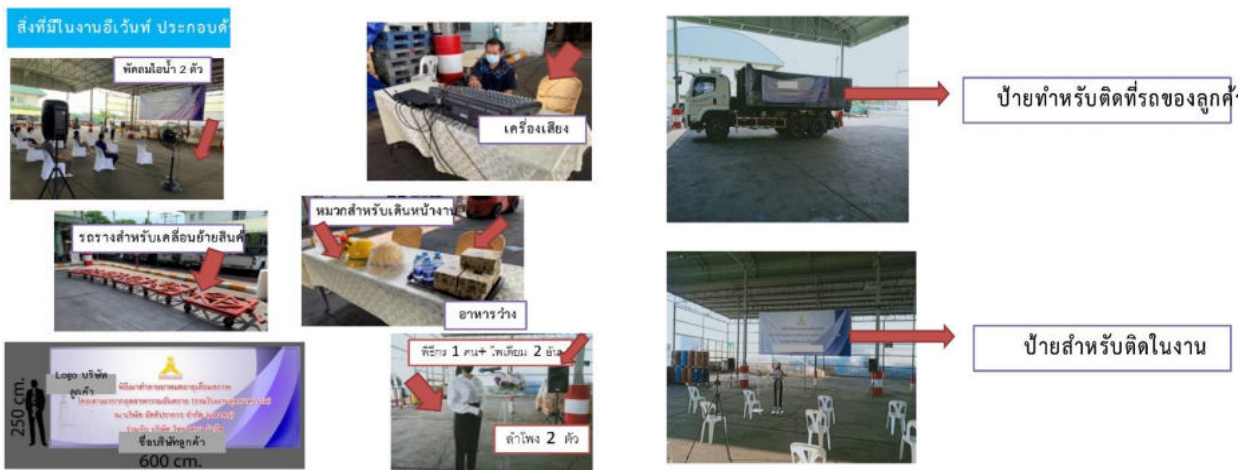 สิ่งที่มีในงานอีเว้นท์ ประกอบด้
พัดลมไอน้ำ 2 ตัว
เครื่องเสียง
รถรางสำหรับเคลื่อนย้ายสินค้
หมวกสำหรับเดินหน้างาน
อาหารว่าง
Logo บริษัท
ลูกค้า
ชื่อบริษัทลูกค้า
250 cm.
600 cm.
พิธีกร 1 คน+ โพเดียม 2 อัน
ลำโพง 2 ตัว
ป้ายทำหรับติดที่รถของลูกค้า
ป้ายสำหรับติดในงาน